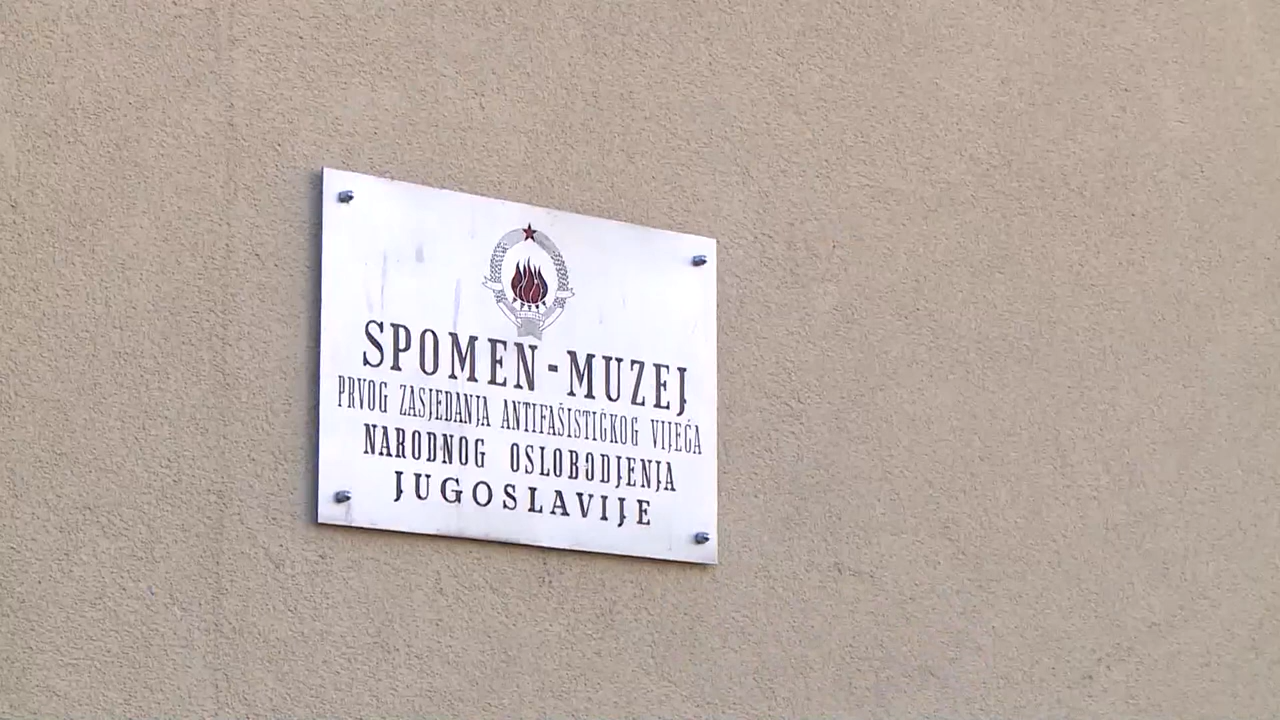 SPOMEN-MUZEJ
PRVOG ZASJEDANJA ANTIFAŠISTIČKOG VIJEĆA
NARODNOG OSLOBODJENJA
JUGOSLAVIJE